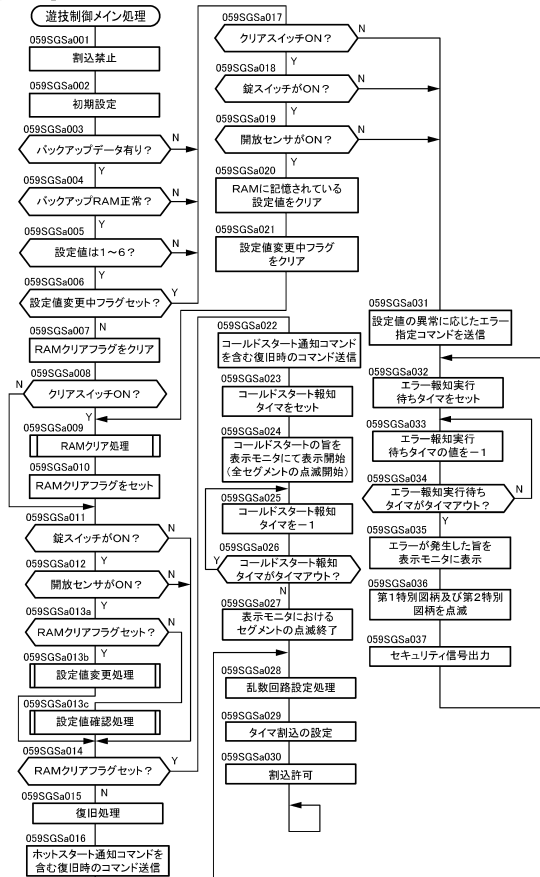 遊技制御メイン処理
059SGSa001
割込禁止
059SGSa002
初期設定
059SGSa003
バックアップデータ有り？
N
Y
059SGSa004
バックアップRAM正常？
N
Y
059SGSa005
設定値は1～6？
N
Y
059SGSa006
設定値変更中フラグセット？
Y
N
059SGSa007
RAMクリアフラグをクリア
059SGSa008
クリアスイッチON？
N
Y
059SGSa009
RAMクリア処理
059SGSa010
RAMクリアフラグをセット
059SGSa011
錠スイッチがON？
N
Y
059SGSa012
開放センサがON？
N
Y
059SGSa013a
RAMクリアフラグセット？
N
Y
059SGSa013b
設定値変更処理
059SGSa013c
設定値確認処理
059SGSa014
RAMクリアフラグセット？
Y
N
059SGSa015
復旧処理
059SGSa016
ホットスタート通知コマンドを
含む復旧時のコマンド送信
059SGSa017
クリアスイッチON？
N
Y
059SGSa018
錠スイッチがON？
N
Y
059SGSa019
開放センサがON？
N
Y
059SGSa020
RAMに記憶されている
設定値をクリア
059SGSa021
設定値変更中フラグ
をクリア
059SGSa022
コールドスタート通知コマンド
を含む復旧時のコマンド送信
059SGSa023
コールドスタート報知
タイマをセット
059SGSa024
コールドスタートの旨を
表示モニタにて表示開始
（全セグメントの点滅開始）
059SGSa025
コールドスタート報知
タイマを－1
059SGSa026
コールドスタート報知
タイマがタイマアウト？
Y
N
059SGSa027
表示モニタにおける
セグメントの点滅終了
059SGSa028
乱数回路設定処理
059SGSa029
タイマ割込の設定
059SGSa030
割込許可
059SGSa031
設定値の異常に応じたエラー
指定コマンドを送信
059SGSa032
エラー報知実行
待ちタイマをセット
059SGSa033
エラー報知実行
待ちタイマの値を－1
059SGSa034
エラー報知実行待ち
タイマがタイマアウト？
N
Y
059SGSa035
エラーが発生した旨を
表示モニタに表示
059SGSa036
第1特別図柄及び第2特別
図柄を点滅
059SGSa037
セキュリティ信号出力